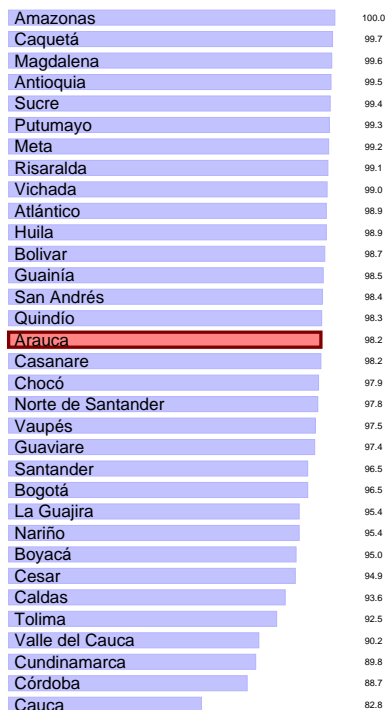 Amazonas 100.0
Caquetá 99.7
Magdalena 99.6
Antioquia 99.5
Sucre 99.4
Putumayo 99.3
Meta 99.2
Risaralda 99.1
Vichada 99.0
Atlántico 98.9
Huila 98.9
Bolivar 98.7
Guainía 98.5
San Andrés 98.4
Quindío 98.3
Arauca 98.2
Casanare 98.2
Chocó 97.9
Norte de Santander 97.8
Vaupés 97.5
Guaviare 97.4
Santander 96.5
Bogotá 96.5
La Guajira 95.4
Nariño 95.4
Boyacá 95.0
Cesar 94.9
Caldas 93.6
Tolima 92.5
Valle del Cauca 90.2
Cundinamarca 89.8
Córdoba 88.7
Cauca 82.8